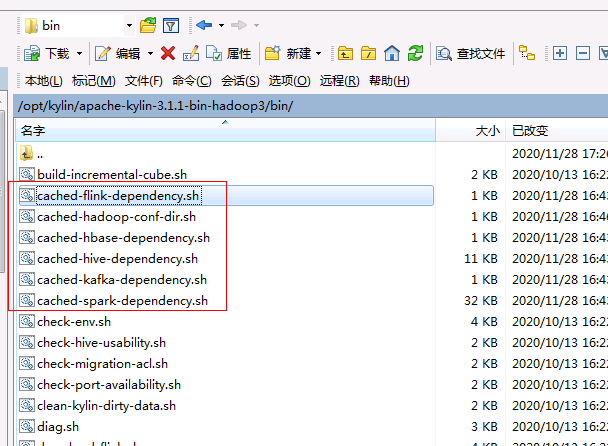 bin
下载 编辑 属性 新建 查找文件
本地(L) 标记(M) 文件(F) 命令(C) 会话(S) 选项(O) 远程(R) 帮助(H)
/opt/kylin/apache-kylin-3.1.1-bin-hadoop3/bin/
名字 大小 已改变
.. 2020/11/28 17:26
build-incremental-cube.sh 2 KB 2020/10/13 16:22
cached-flink-dependency.sh 1 KB 2020/11/28 16:43
cached-hadoop-conf-dir.sh 1 KB 2020/11/28 16:46
cached-hbase-dependency.sh 1 KB 2020/11/28 16:43
cached-hive-dependency.sh 11 KB 2020/11/28 16:43
cached-kafka-dependency.sh 1 KB 2020/11/28 16:43
cached-spark-dependency.sh 32 KB 2020/11/28 16:43
check-env.sh 4 KB 2020/10/13 16:22
check-hive-usability.sh 4 KB 2020/10/13 16:22
check-migration-acl.sh 2 KB 2020/10/13 16:22
check-port-availability.sh 2 KB 2020/10/13 16:22
clean-kylin-dirty-data.sh 2 KB 2020/10/13 16:22
diag.sh 3 KB 2020/10/13 16:22